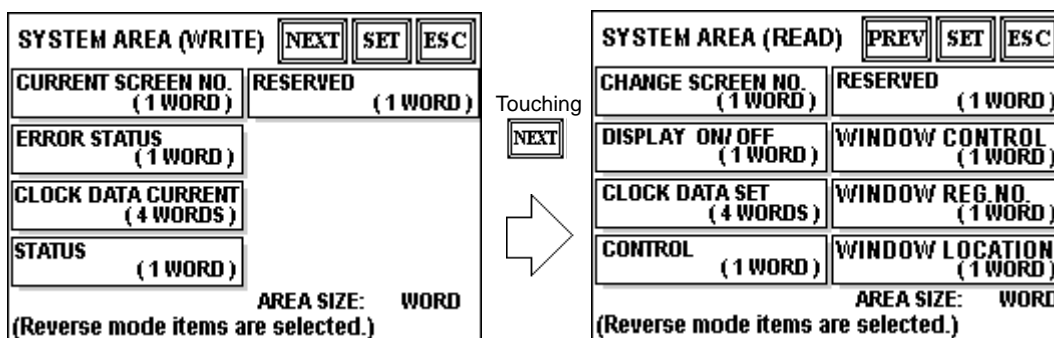 SYSTEM AREA (WRITE) NEXT SET ESC
CURRENT SCREEN NO. RESERVED
(1 WORD) (1 WORD)
ERROR STATUS
(1 WORD)
CLOCK DATA CURRENT
(4 WORDS)
STATUS
(1 WORD)
AREA SIZE: WORD
(Reverse mode items are selected.)
Touching
NEXT
SYSTEM AREA (READ) PREV SET ESC
CHANGE SCREEN NO. RESERVED
(1 WORD) (1 WORD)
DISPLAY ON/OFF WINDOW CONTROL
(1 WORD) (1 WORD)
CLOCK DATA SET WINDOW REG.NO.
(4 WORDS) (1 WORD)
CONTROL WINDOW LOCATION
(1 WORD) (1 WORD)
AREA SIZE: WORD
(Reverse mode items are selected.)